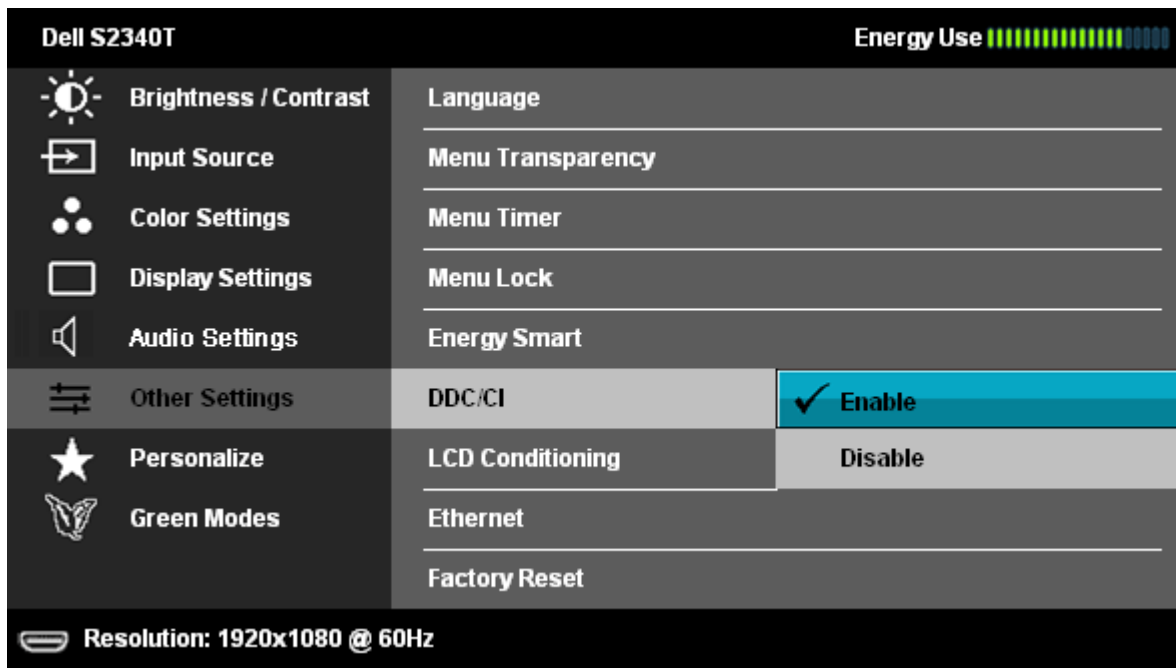 Dell S2340T Energy Use
Brightness / Contrast Language
Input Source Menu Transparency
Color Settings Menu Timer
Display Settings Menu Lock
Audio Settings Energy Smart
Other Settings DDC/CI Enable
Personalize LCD Conditioning Disable
Green Modes Ethernet
Factory Reset
Resolution: 1920x1080 @ 60Hz